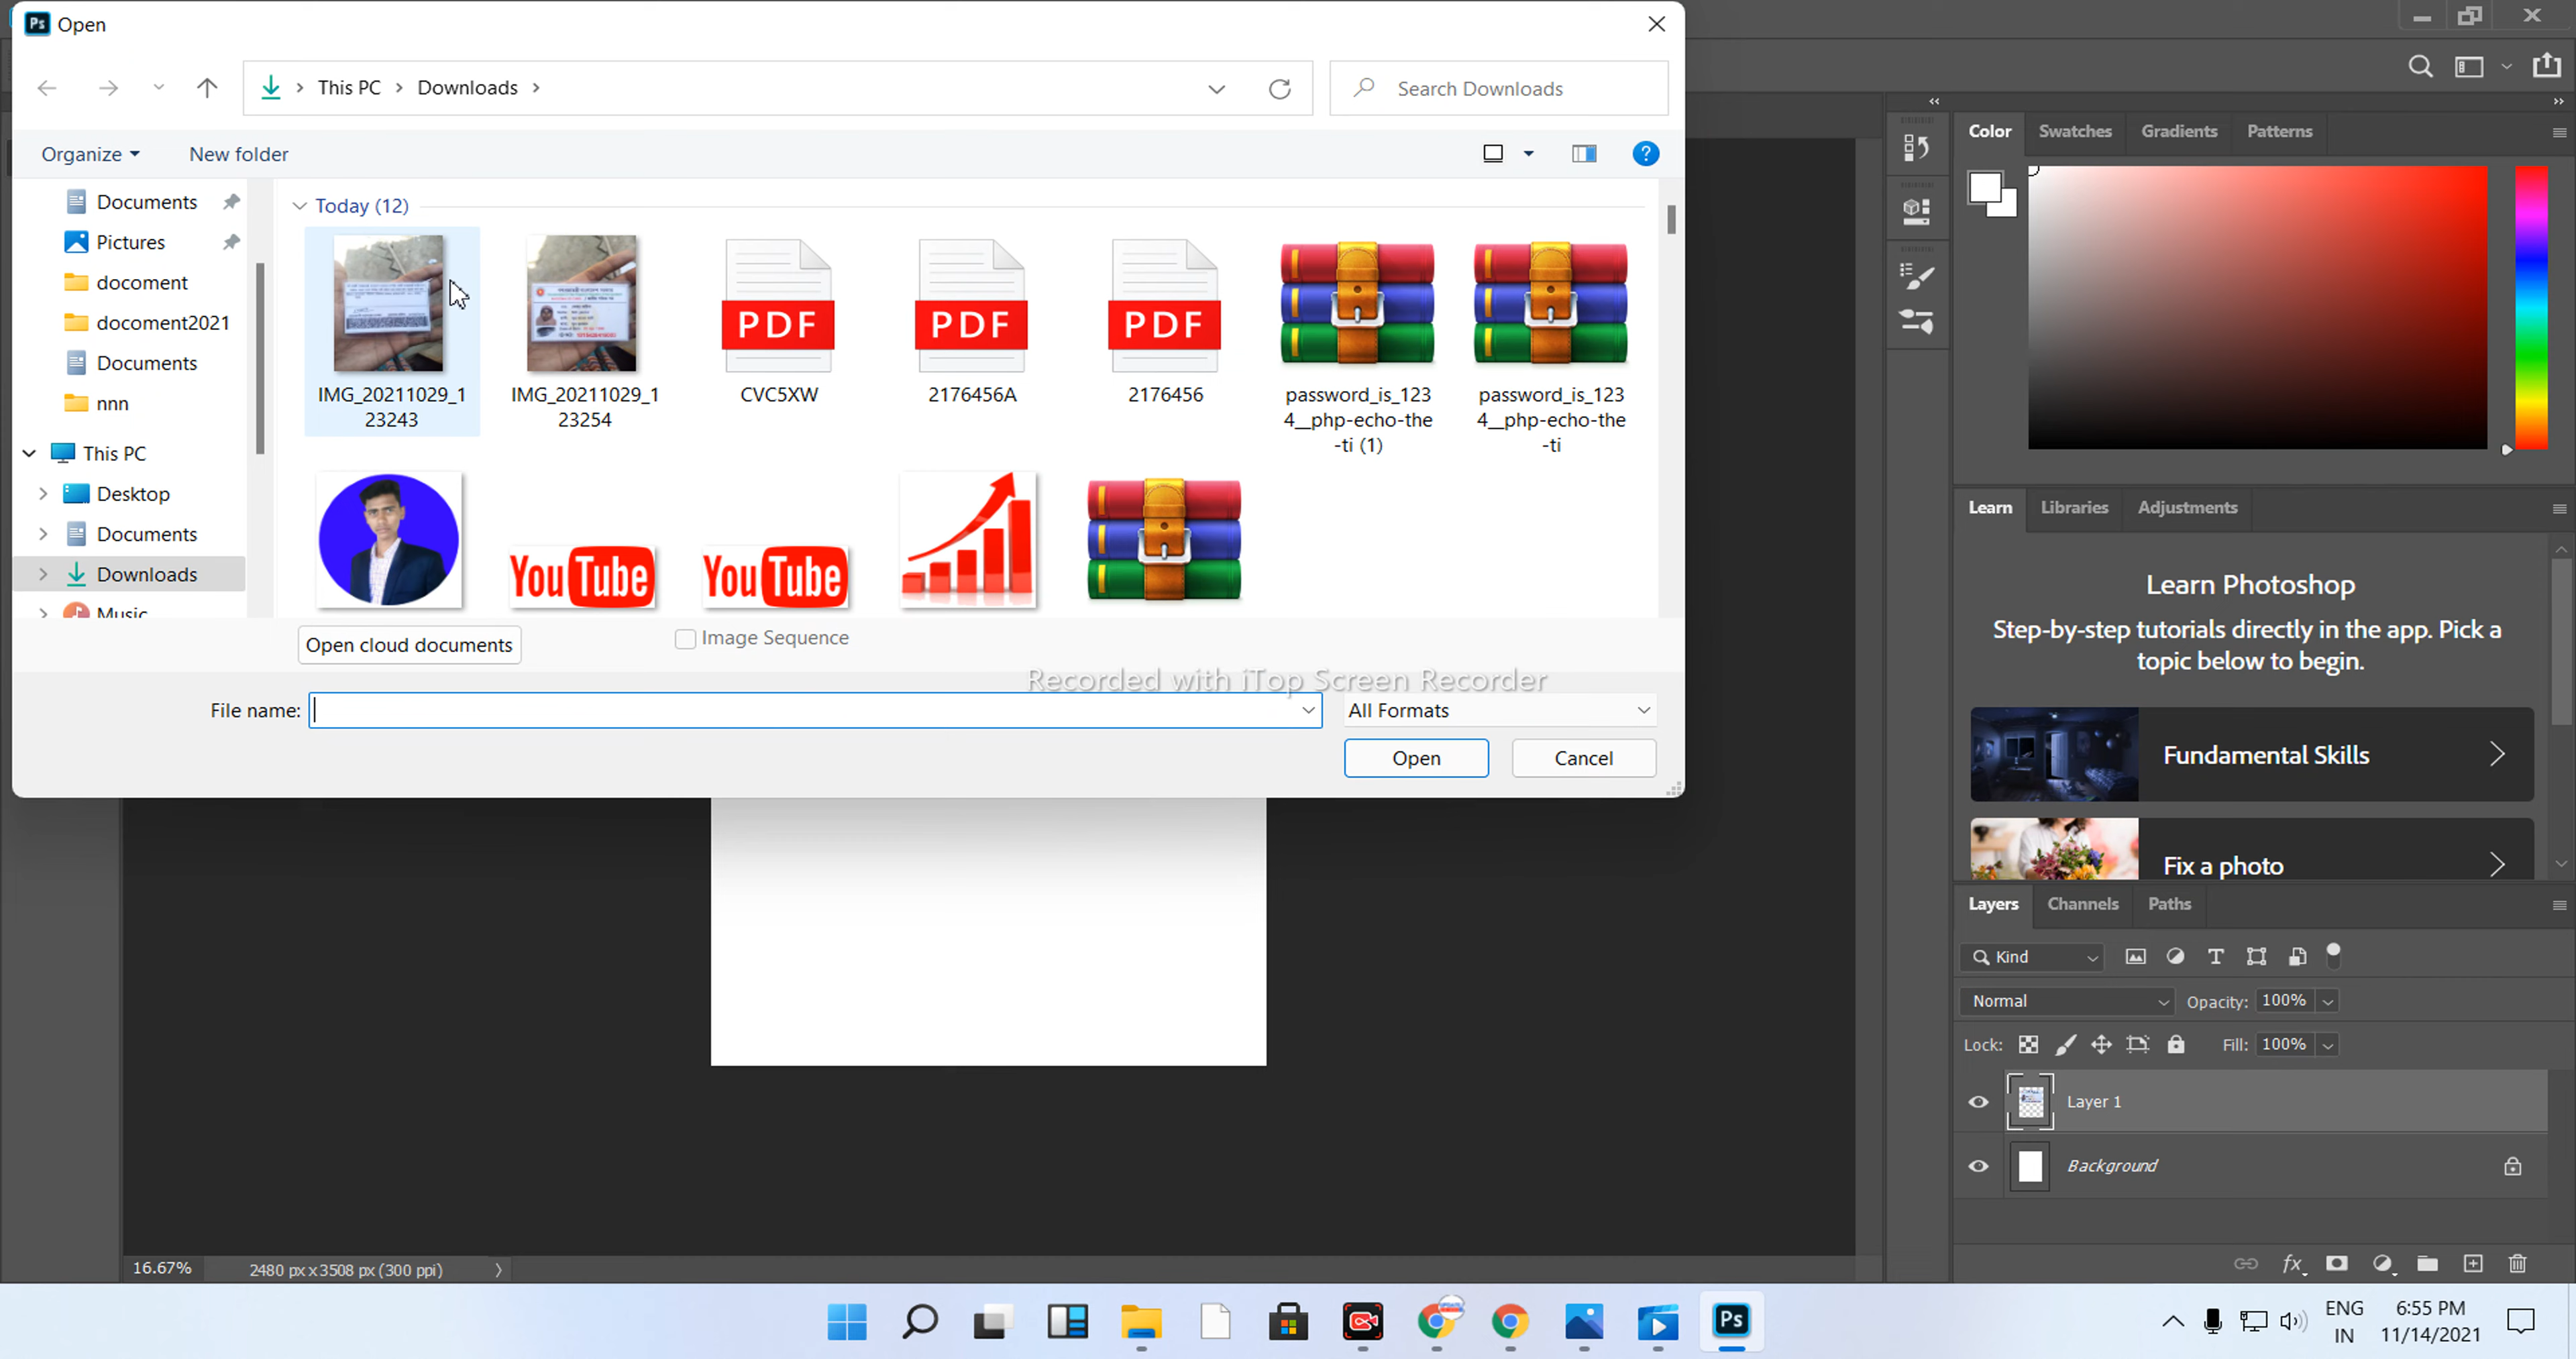 Ps Open
This PC Downloads
Search Downloads
Organize New folder
Documents
Pictures
docoment
docoment2021
Documents
nnn
This PC
Desktop
Documents
Downloads
Music
Today (12)
IMG_20211029_1
23243
IMG_20211029_1
23254
PDF
CVC5XW
PDF
2176456A
PDF
2176456
password_is_123
4__php-echo-the
-ti (1)
password_is_123
4__php-echo-the
-ti
YouTube
YouTube
Open cloud documents
Image Sequence
Recorded with iTop Screen Recorder
File name:
All Formats
Open Cancel
Color Swatches Gradients Patterns
Learn Libraries Adjustments
Learn Photoshop
Step-by-step tutorials directly in the app. Pick a
topic below to begin.
Fundamental Skills
Fix a photo
Layers Channels Paths
Kind
Normal Opacity: 100%
Lock: Fill: 100%
Layer 1
Background
16.67% 2480 px x 3508 px (300 ppi)
Ps
ENG
IN
6:55 PM
11/14/2021